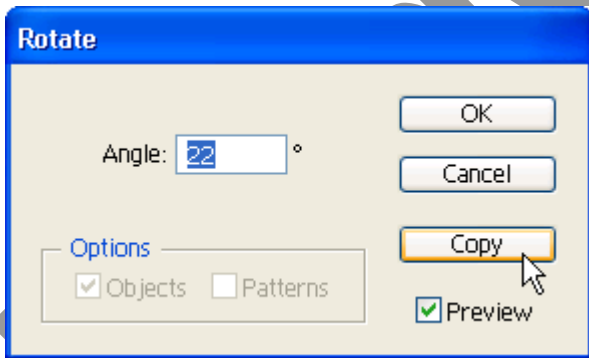 Rotate
Angle: 22 °
OK
Cancel
Copy
Options
Objects Patterns
Preview